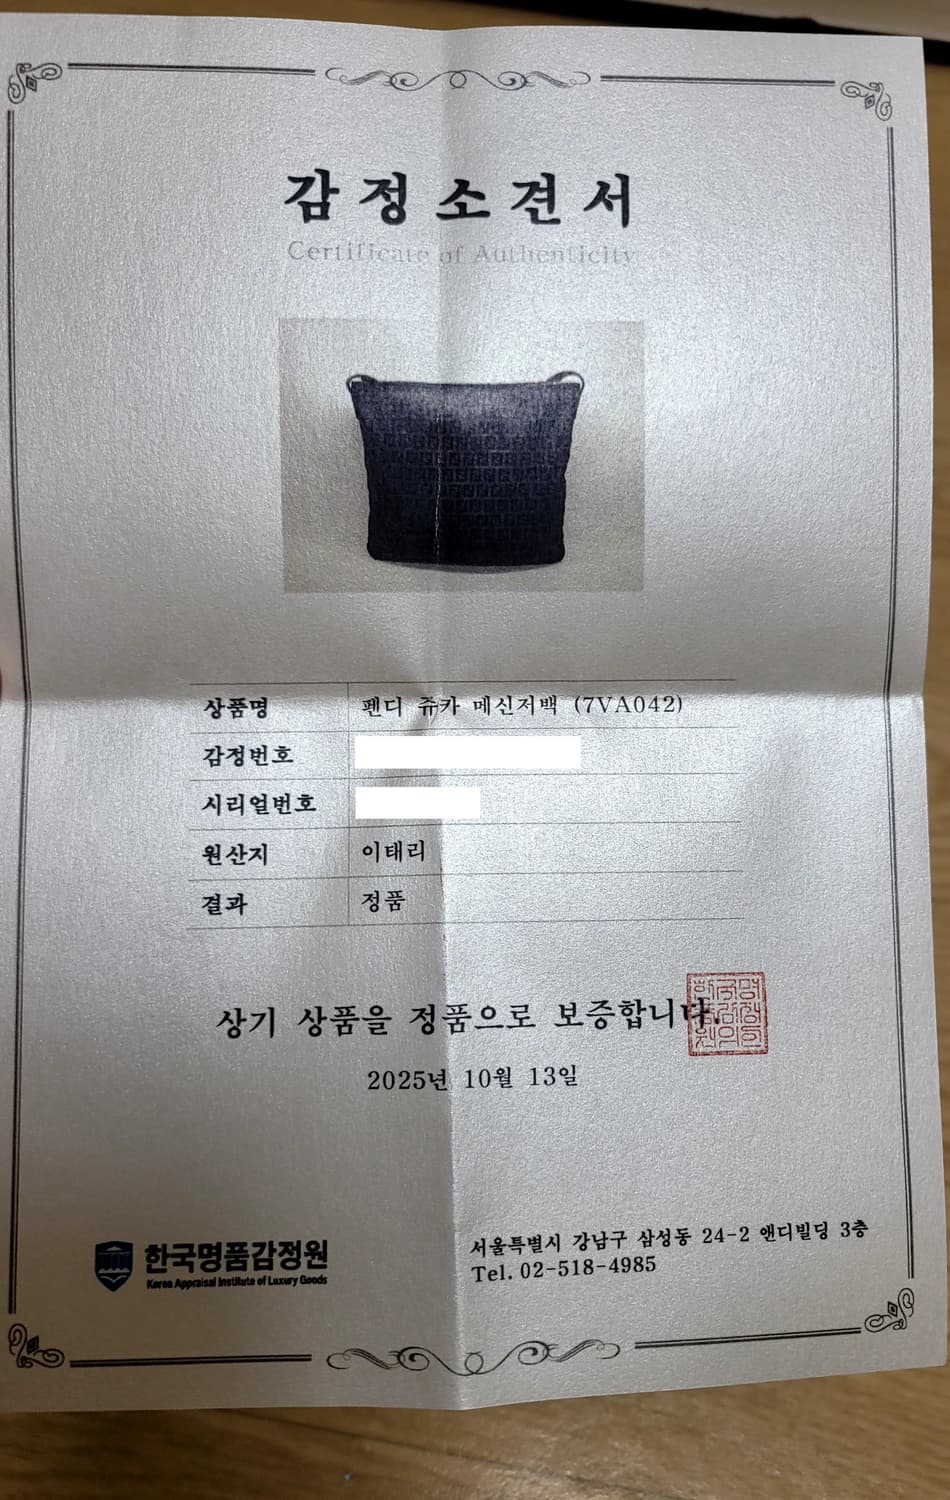 감정소견서
Certificate of Authenticity
상품명 펜디 쥬카 메신저백 (7VA042)
감정번호
시리얼번호
원산지 이태리
결과 정품
상기 상품을 정품으로 보증합니다.
2025년 10월 13일
한국명품감정원
Korea Appraisal Institute of Luxury Goods
서울특별시 강남구 삼성동 24-2 앤디빌딩 3층
Tel. 02-518-4985